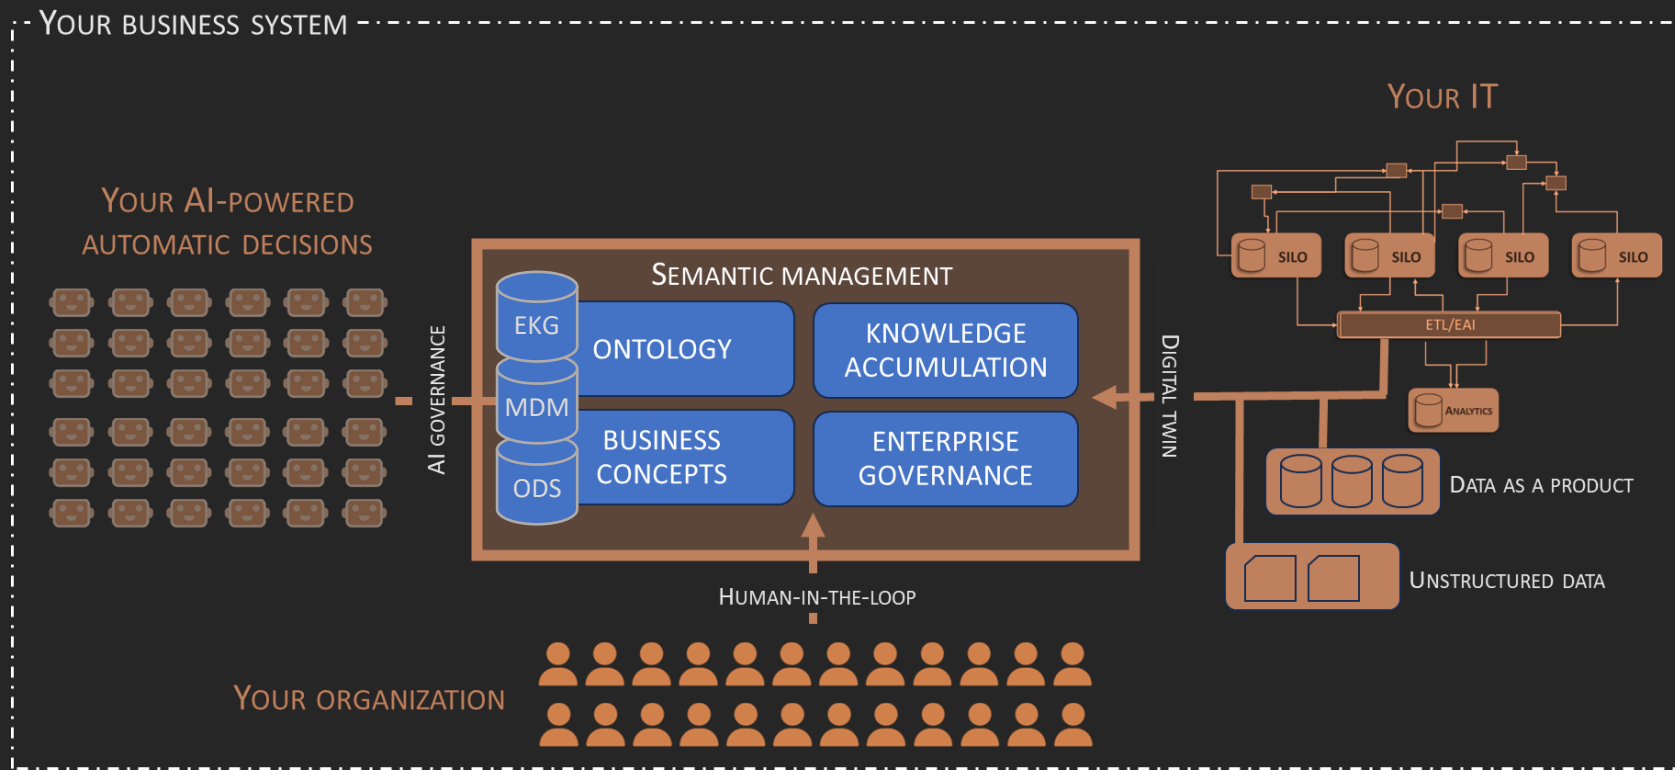 Your business system
Your IT
Your AI-powered
automatic decisions
SILO
SILO
SILO
SILO
Semantic management
ETL/EAI
EKG
ONTOLOGY
KNOWLEDGE
ACCUMULATION
AI governance
Digital twin
MDM
Analytics
BUSINESS
CONCEPTS
ENTERPRISE
GOVERNANCE
ODS
Data as a product
Unstructured data
Human-in-the-loop
Your organization